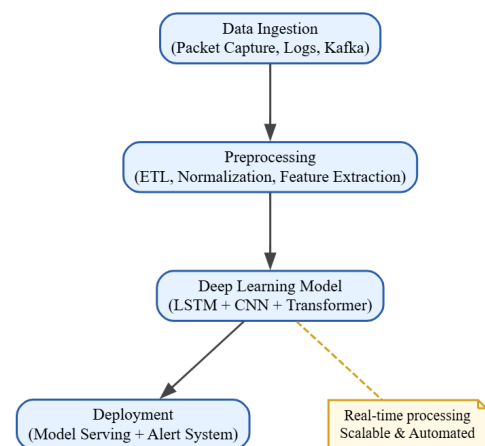 Data Ingestion
(Packet Capture, Logs, Kafka)
Preprocessing
(ETL, Normalization, Feature Extraction)
Deep Learning Model
(LSTM + CNN + Transformer)
Deployment
(Model Serving + Alert System)
Real-time processing
Scalable & Automated